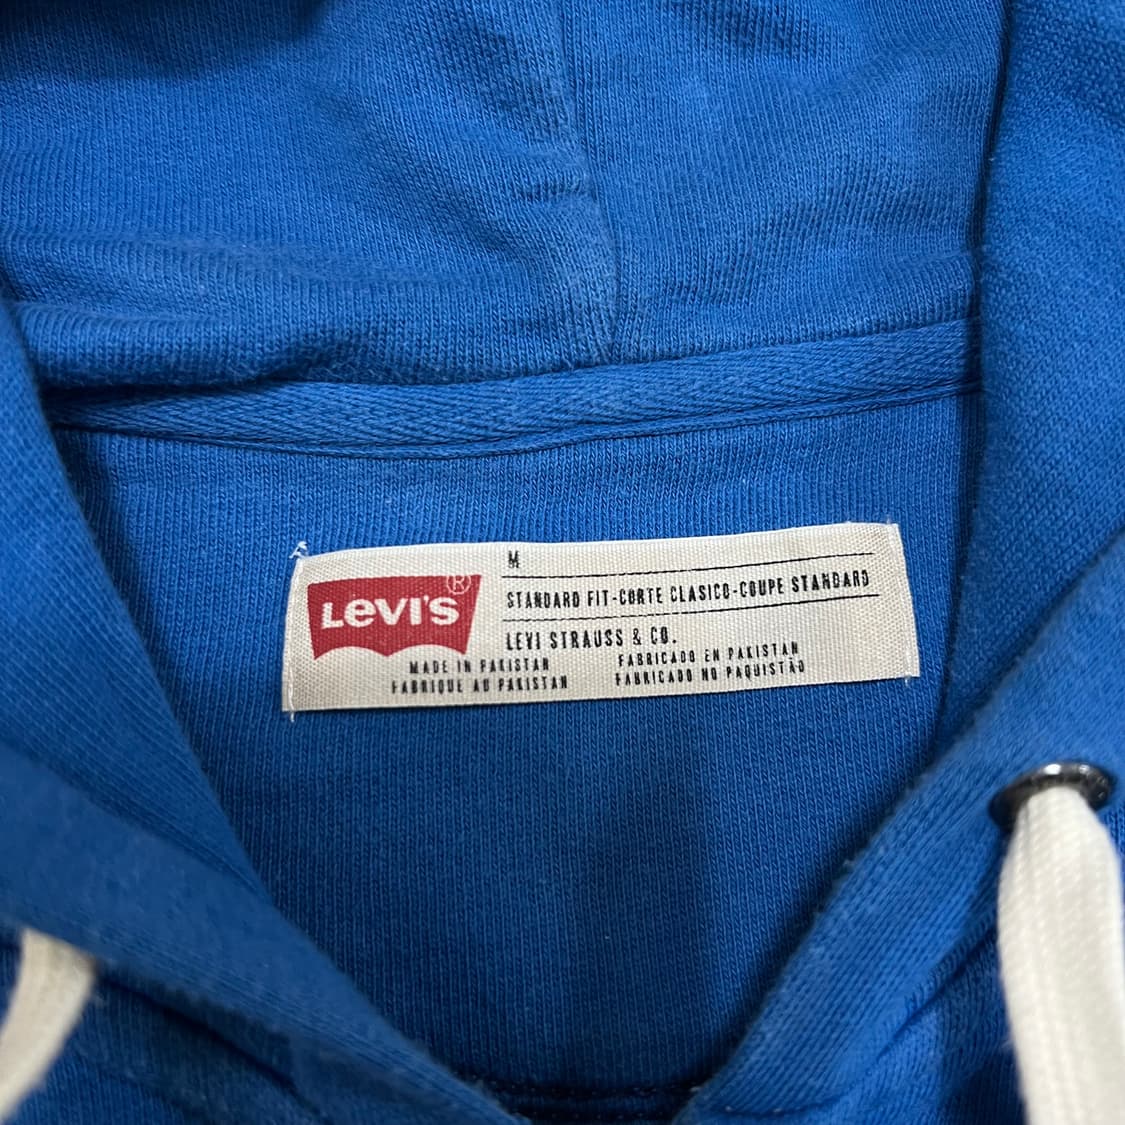 LEVI'S®
M
STANDARD FIT-CORTE CLASICO-COUPE STANDARD
LEVI STRAUSS & CO.
MADE IN PAKISTAN
FABRIQUE AU PAKISTAN
FABRICADO EN PAKISTAN
FABRICADO NO PAQUISTÃO